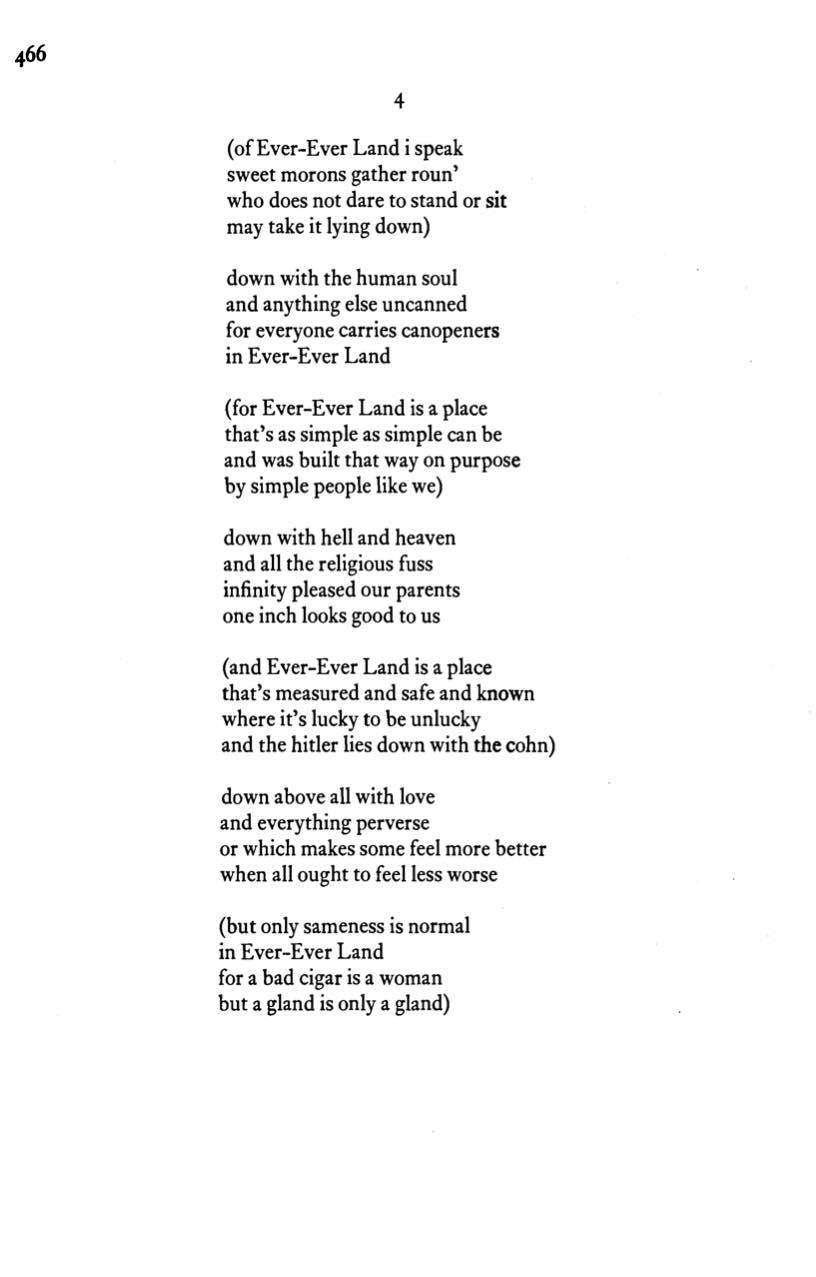 466
4
(of Ever-Ever Land i speak
sweet morons gather roun'
who does not dare to stand or sit
may take it lying down)
down with the human soul
and anything else uncanned
for everyone carries canopeners
in Ever-Ever Land
(for Ever-Ever Land is a place
that's as simple as simple can be
and was built that way on purpose
by simple people like we)
down with hell and heaven
and all the religious fuss
infinity pleased our parents
one inch looks good to us
(and Ever-Ever Land is a place
that's measured and safe and known
where it's lucky to be unlucky
and the hitler lies down with the cohn)
down above all with love
and everything perverse
or which makes some feel more better
when all ought to feel less worse
(but only sameness is normal
in Ever-Ever Land
for a bad cigar is a woman
but a gland is only a gland)